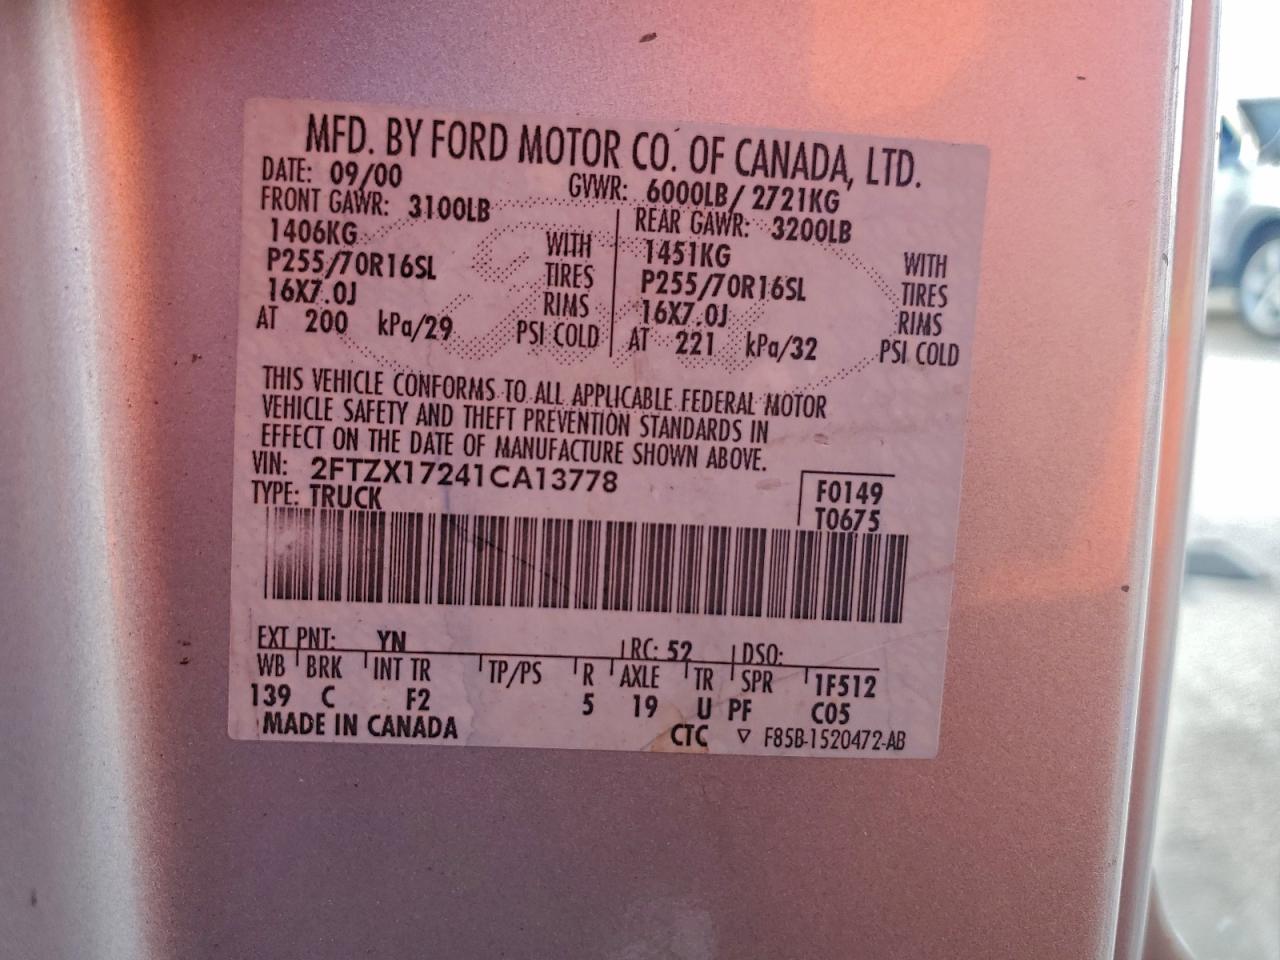 MFD. BY FORD MOTOR CO. OF CANADA, LTD.
DATE: 09/00 GVWR: 6000LB/ 2721KG
FRONT GAWR: 3100LB REAR GAWR: 3200LB
1406KG WITH 1451KG WITH
P255/70R16SL TIRES P255/70R16SL TIRES
16X7.0J RIMS 16X7.0J RIMS
AT 200 kPa/29 PSI COLD AT 221 kPa/32 PSI COLD
THIS VEHICLE CONFORMS TO ALL APPLICABLE FEDERAL MOTOR
VEHICLE SAFETY AND THEFT PREVENTION STANDARDS IN
EFFECT ON THE DATE OF MANUFACTURE SHOWN ABOVE.
VIN: 2FTZX17241CA13778 F0149
TYPE: TRUCK T0675
EXT PNT: YN RC: 52 DSO:
WB BRK INT TR TP/PS R AXLE TR SPR 1F512
139 C F2 5 19 U PF C05
MADE IN CANADA CTC ▽ F85B-1520472-AB